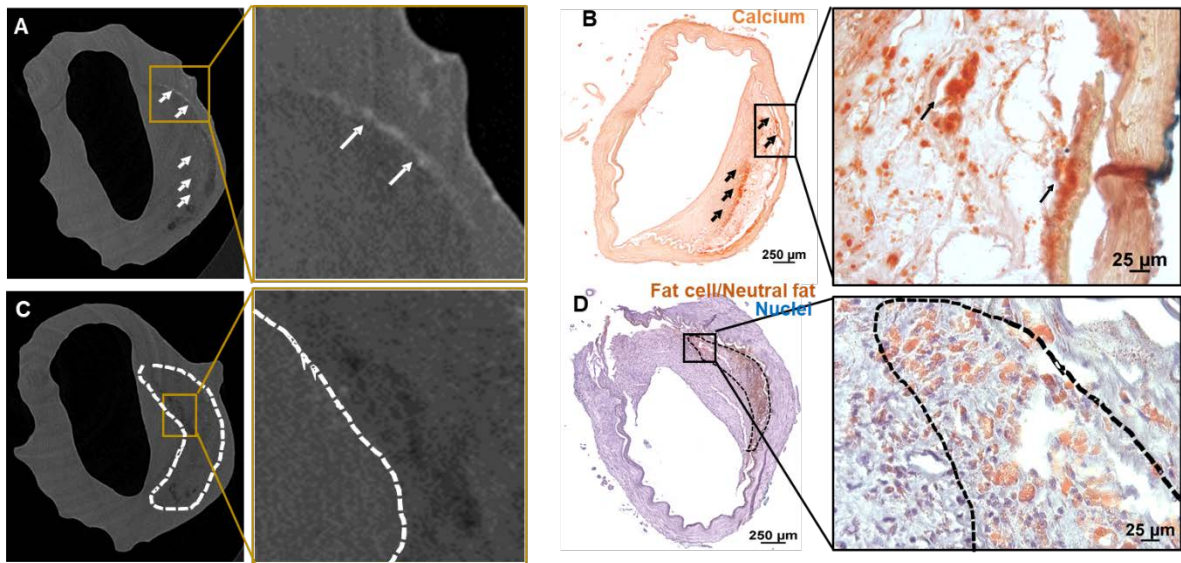 A
B
Calcium
250 µm
25 µm
C
D
Fat cell/Neutral fat
Nuclei
250 µm
25 µm